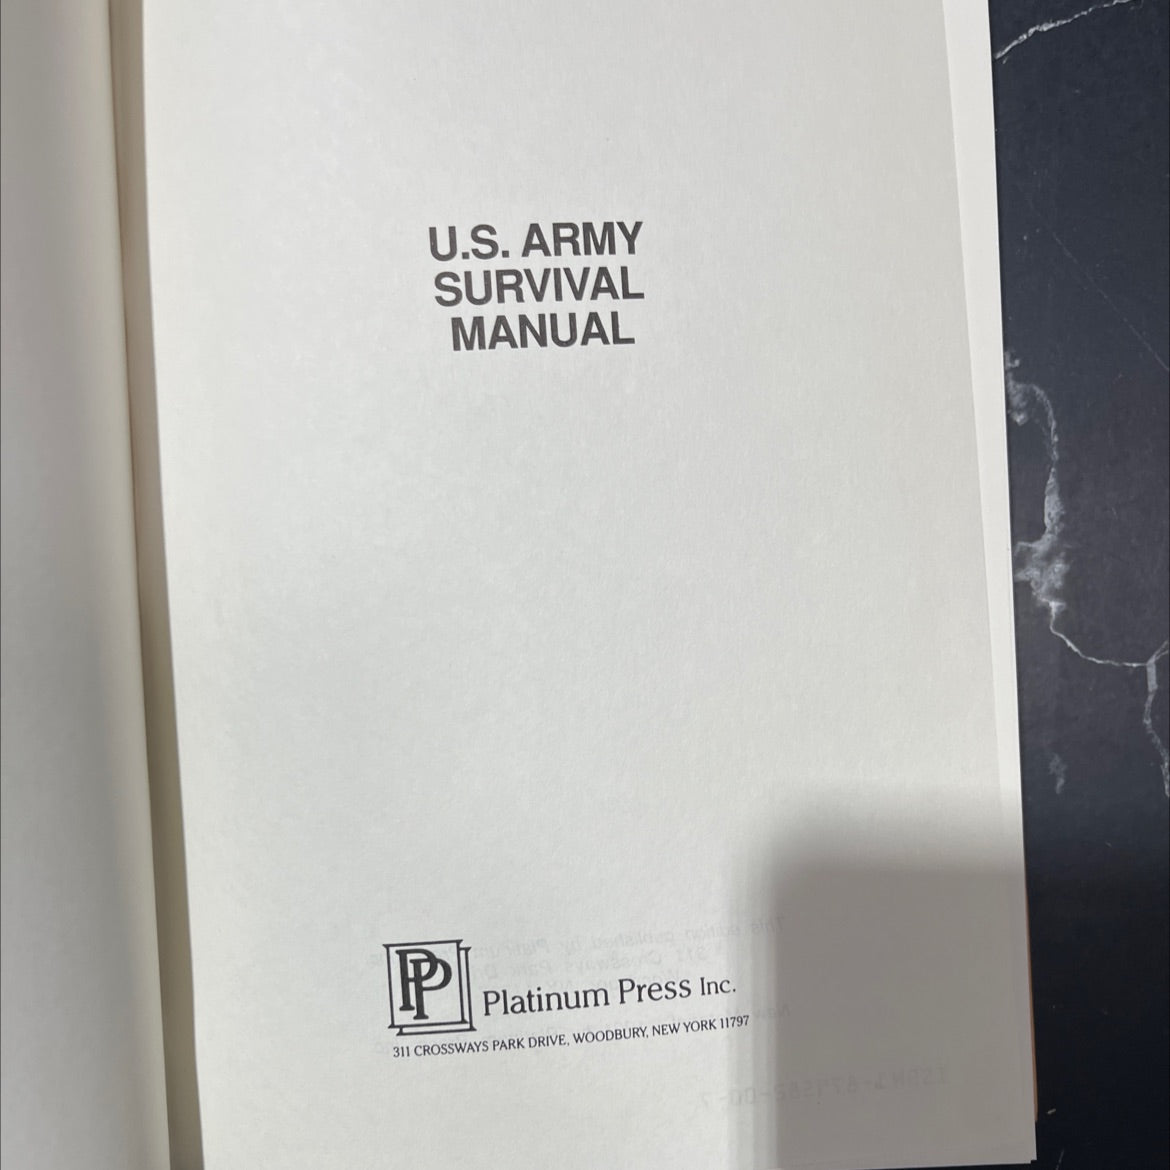 U.S. ARMY
SURVIVAL
MANUAL
PP
Platinum Press Inc.
311 CROSSWAYS PARK DRIVE, WOODBURY, NEW YORK 11797